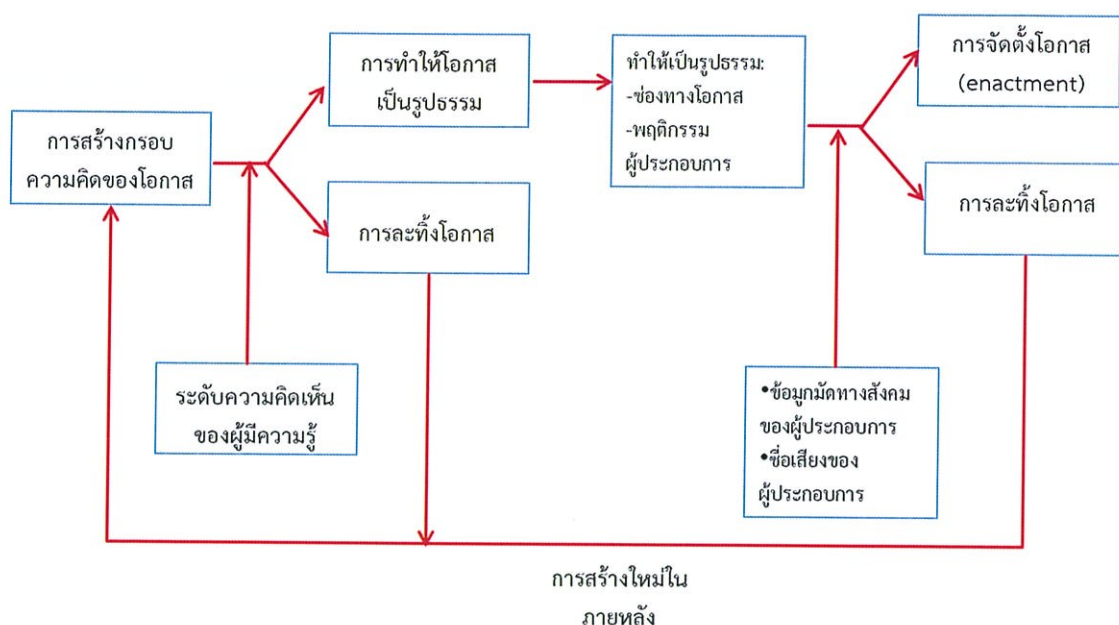 การสร้างกรอบ
ความคิดของโอกาส
การทำให้โอกาส
เป็นรูปธรรม
การละทิ้งโอกาส
ระดับความคิดเห็น
ของผู้มีความรู้
ทำให้เป็นรูปธรรม:
-ช่องทางโอกาส
-พฤติกรรม
ผู้ประกอบการ
การจัดตั้งโอกาส
(enactment)
การละทิ้งโอกาส
•ข้อมูกมัดทางสังคม
ของผู้ประกอบการ
•ชื่อเสียงของ
ผู้ประกอบการ
การสร้างใหม่ใน
ภายหลัง